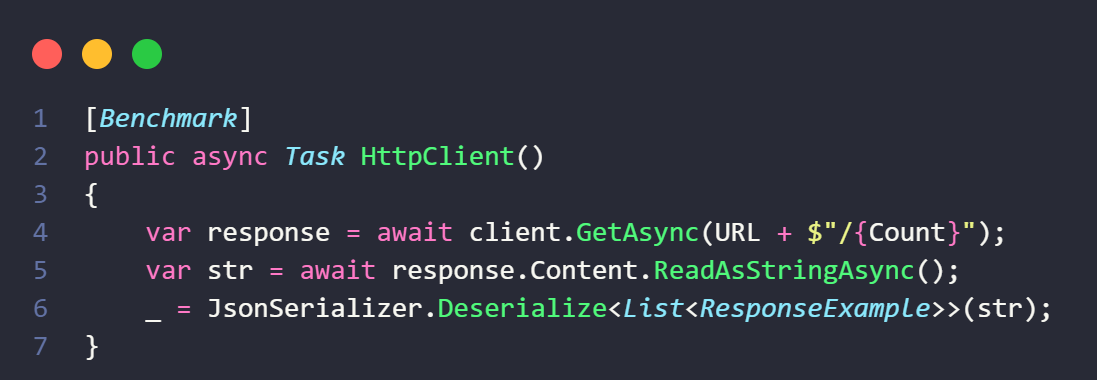 1 [Benchmark]
2 public async Task HttpClient()
3 {
4     var response = await client.GetAsync(URL + $"/{Count}");
5     var str = await response.Content.ReadAsStringAsync();
6     _ = JsonSerializer.Deserialize<List<ResponseExample>>(str);
7 }